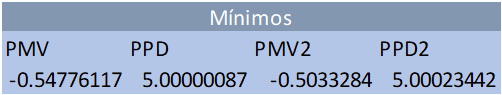 Mínimos
PMV PPD PMV2 PPD2
-0.54776117 5.00000087 -0.5033284 5.00023442